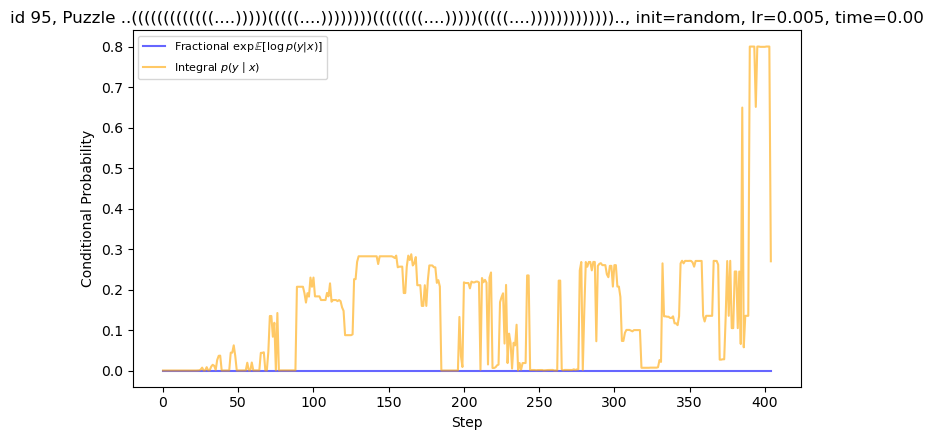 id 95, Puzzle ..(((((((((((((....)))))(((((....))))))))((((((((....)))))(((((....)))))))))))))).., init=random, lr=0.005, time=0.00
Fractional exp𝔼[log p(y|x)]
Integral p(y | x)
Conditional Probability
0.8
0.7
0.6
0.5
0.4
0.3
0.2
0.1
0.0
0 50 100 150 200 250 300 350 400
Step